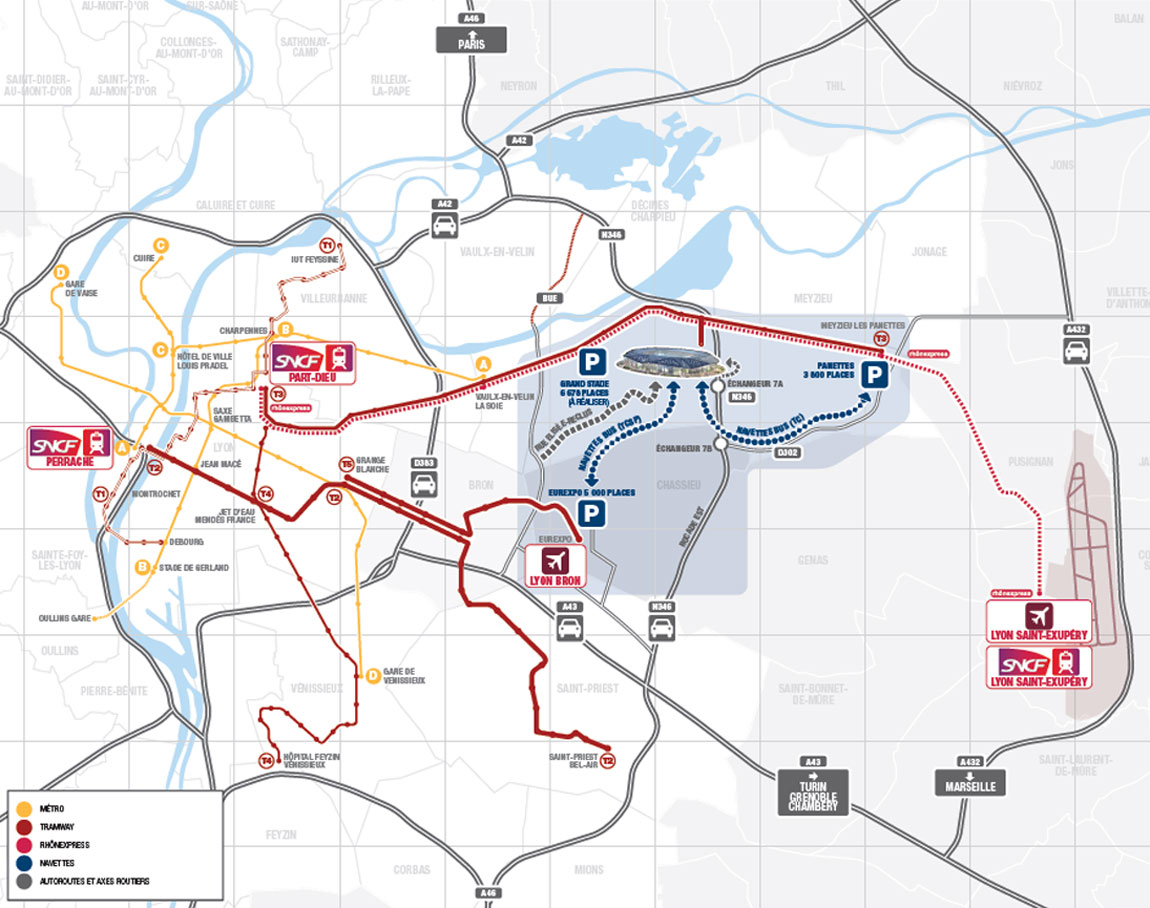 AU-MONT-D'OR
SUR-SAÔNE
A46
PARIS
BALAN
COLLONGES-
AU-MONT-D'OR
SATHONAY-
CAMP
SAINT-DIDIER-
AU-MONT-D'OR
SAINT-CYR-
AU-MONT-D'OR
RILLEUX-
LA-PAPE
NEYRON
THIL
NIÉVROZ
A42
JONS
CALUIRE ET CUIRE
A42
DÉCINES
CHARPIEU
N346
T1
IUT FEYSSINE
C
CUIRE
VAULX-EN-VELIN
JONAGE
D
GARE
DE VAISE
VILLEURBANNE
BUE
MEYZIEU
VILLETTE-
D'ANTHON
CHARPENNES
B
MEYZIEU LES PANETTES
T3
A432
C
HÔTEL DE VILLE
LOUIS PRADEL
SNCF
PART-DIEU
A
P
rhônexpress
PANETTES
3 800 PLACES
P
GRAND STADE
6 678 PLACES
(À RÉALISER)
ÉCHANGEUR 7A
N346
VAULX-EN-VELIN
LA SOIE
T3
rhônexpress
SAXE
GAMBETTA
RUE ELISÉE-RECLUS
NAVETTES BUS (TCSP)
NAVETTES BUS (TC)
SNCF
PERRACHE
A
LYON
ÉCHANGEUR 7B
D302
T2
JEAN MACÉ
T5
GRANGE
BLANCHE
D383
PUSIGNAN
T1
MONTROCHET
T4
T2
BRON
CHASSIEU
EUREXPO 5 000 PLACES
P
JET D'EAU
MENDÈS FRANCE
ROCADE EST
DEBOURG
EUREXPO
LYON BRON
SAINTE-FOY-
LES-LYON
B
STADE DE GERLAND
GENAS
rhônexpress
A43
N346
LYON SAINT-EXUPÉRY
OULLINS GARE
SNCF
LYON SAINT-EXUPÉRY
OULLINS
D
GARE DE
VÉNISSIEUX
PIERRE-BÉNITE
VÉNISSIEUX
SAINT-PRIEST
SAINT-BONNET-
DE-MÛRE
T4
HÔPITAL FEYZIN
VÉNISSIEUX
SAINT-PRIEST
BEL-AIR
T2
A43
TURIN
GRENOBLE
CHAMBÉRY
A432
MARSEILLE
SAINT-LAURENT-
DE-MÛRE
MÉTRO
TRAMWAY
RHÔNEXPRESS
NAVETTES
AUTOROUTES ET AXES ROUTIERS
FEYZIN
CORBAS
MIONS
A46